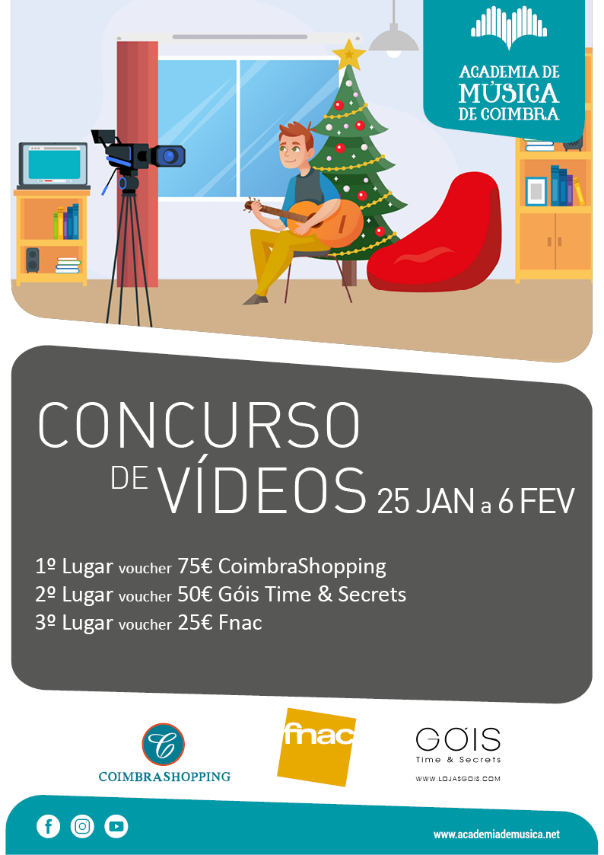 ACADEMIA DE
MÚSICA
DE COIMBRA
CONCURSO
DE VÍDEOS 25 JAN a 6 FEV
1º Lugar voucher 75€ CoimbraShopping
2º Lugar voucher 50€ Góis Time & Secrets
3º Lugar voucher 25€ Fnac
C
COIMBRASHOPPING
fnac
GÓIS
Time & Secrets
WWW.LOJASGOIS.COM
www.academiademusica.net